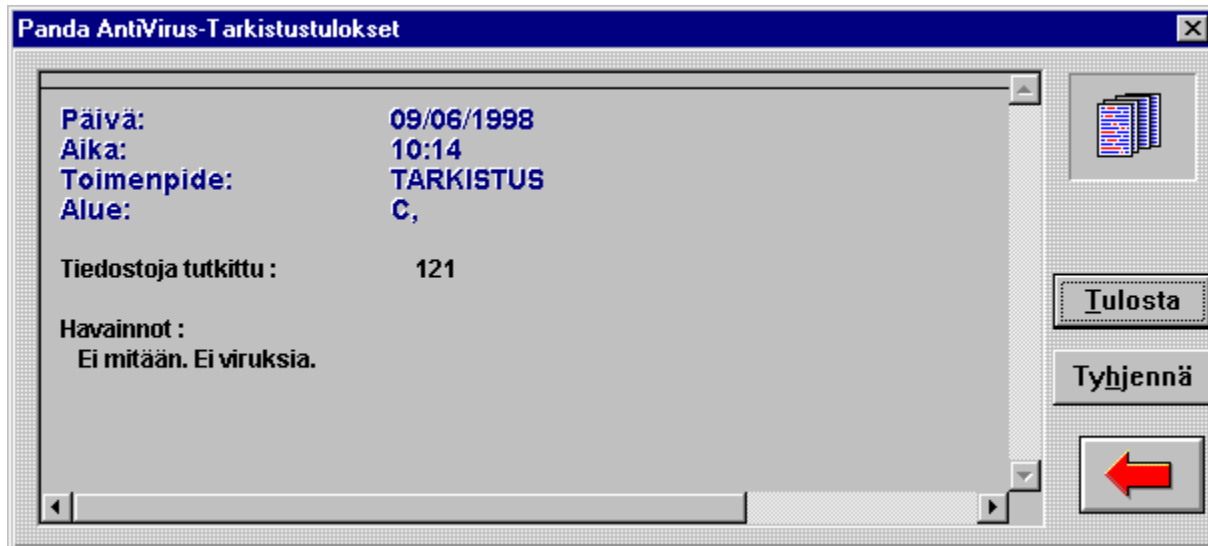 Panda AntiVirus-Tarkistustulokset
Päivä: 09/06/1998
Aika: 10:14
Toimenpide: TARKISTUS
Alue: C,
Tiedostoja tutkittu : 121
Havainnot :
Ei mitään. Ei viruksia.
Tulosta
Tyhjennä